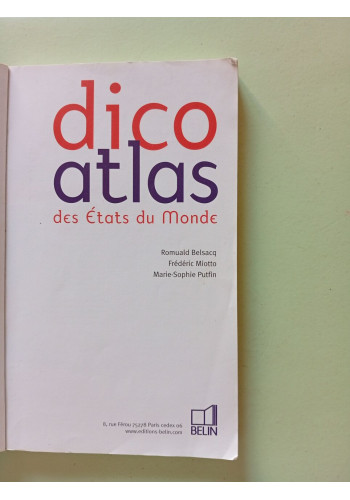 dico
atlas
des États du Monde
Romuald Belsacq
Frédéric Miotto
Marie-Sophie Putfin
8, rue Férou 75278 Paris cedex 06
www.editions-belin.com
BELIN